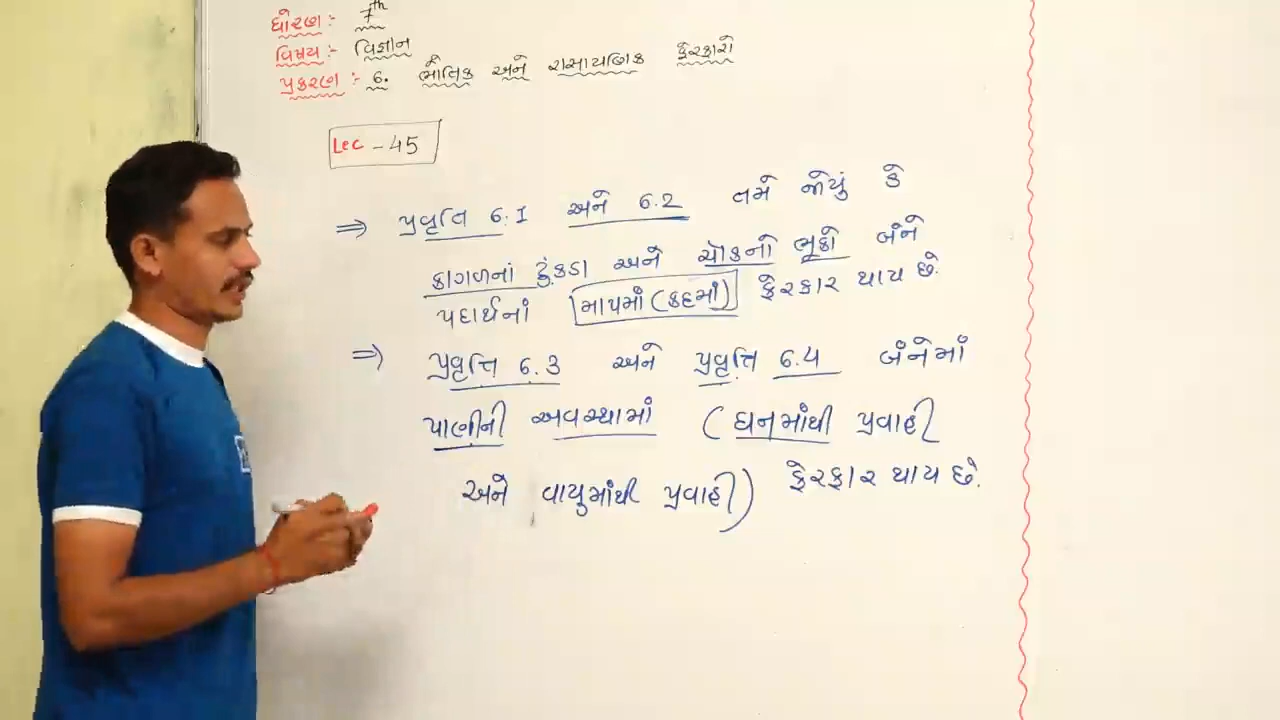 ધોરણ :- 7th
વિષય :- વિજ્ઞાન
પ્રકરણ :- 6. ભૌતિક અને રાસાયણિક ફેરફારો
Lec - 45
⇒ પ્રવૃત્તિ 6.1 અને 6.2 તમે જોયું કે
કાગળનાં ટુકડા અને ચૉકનો ભૂકો બંને
પદાર્થનાં માપમાં (કદમાં) ફેરફાર થાય છે.
⇒ પ્રવૃત્તિ 6.3 અને પ્રવૃત્તિ 6.4 બંનેમાં
પાણીની અવસ્થામાં (ઘનમાંથી પ્રવાહી
અને વાયુમાંથી પ્રવાહી) ફેરફાર થાય છે.